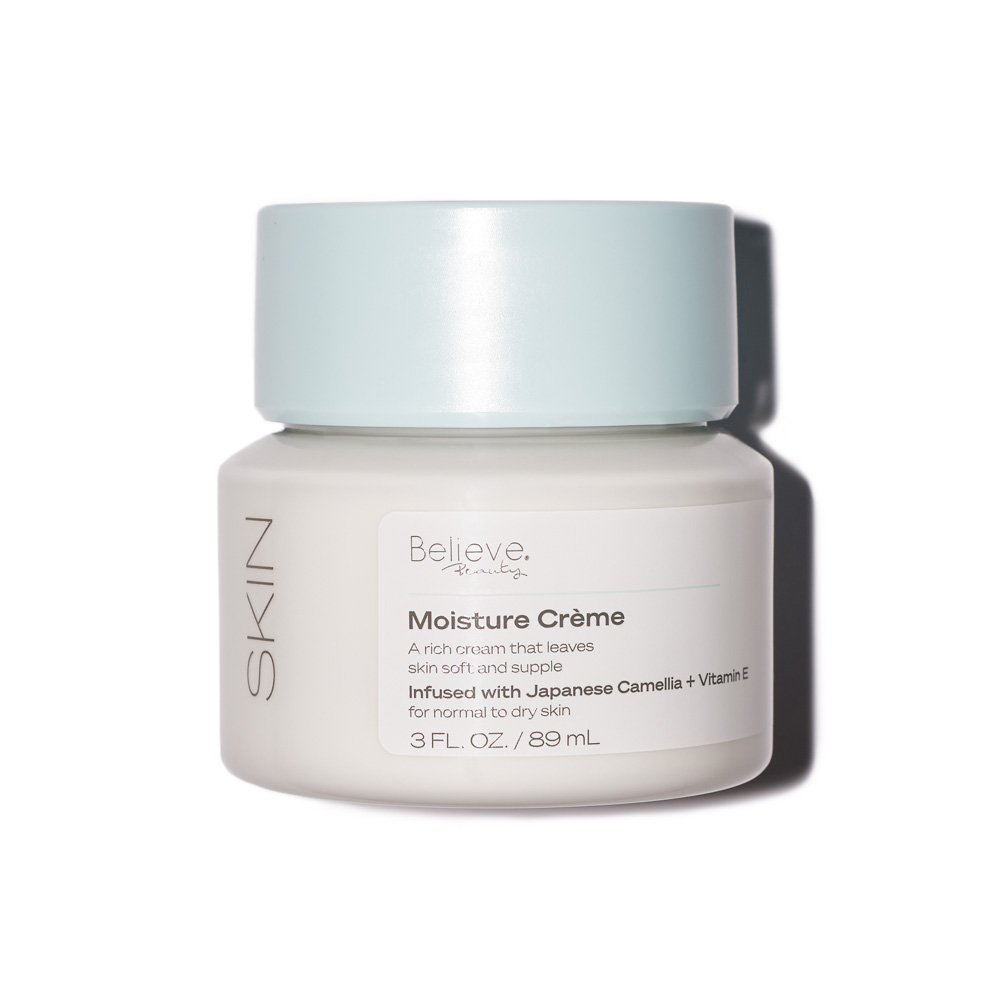 SKIN
Believe.®
Beauty
Moisture Crème
A rich cream that leaves
skin soft and supple
Infused with Japanese Camellia + Vitamin E
for normal to dry skin
3 FL. OZ. / 89 mL